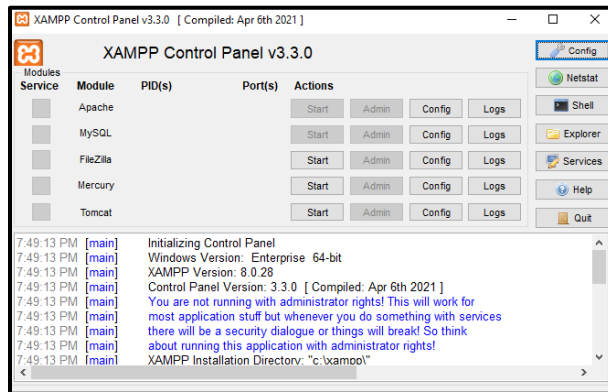 XAMPP Control Panel v3.3.0 [ Compiled: Apr 6th 2021 ]
XAMPP Control Panel v3.3.0
Config
Modules
Service Module PID(s) Port(s) Actions
Netstat
Apache Start Admin Config Logs
Shell
MySQL Start Admin Config Logs
Explorer
FileZilla Start Admin Config Logs
Services
Mercury Start Admin Config Logs
Help
Tomcat Start Admin Config Logs
Quit
7:49:13 PM [main] Initializing Control Panel
7:49:13 PM [main] Windows Version: Enterprise 64-bit
7:49:13 PM [main] XAMPP Version: 8.0.28
7:49:13 PM [main] Control Panel Version: 3.3.0 [ Compiled: Apr 6th 2021 ]
7:49:13 PM [main] You are not running with administrator rights! This will work for
7:49:13 PM [main] most application stuff but whenever you do something with services
7:49:13 PM [main] there will be a security dialogue or things will break! So think
7:49:13 PM [main] about running this application with administrator rights!
7:49:13 PM [main] XAMPP Installation Directory: "c:\xampp\"